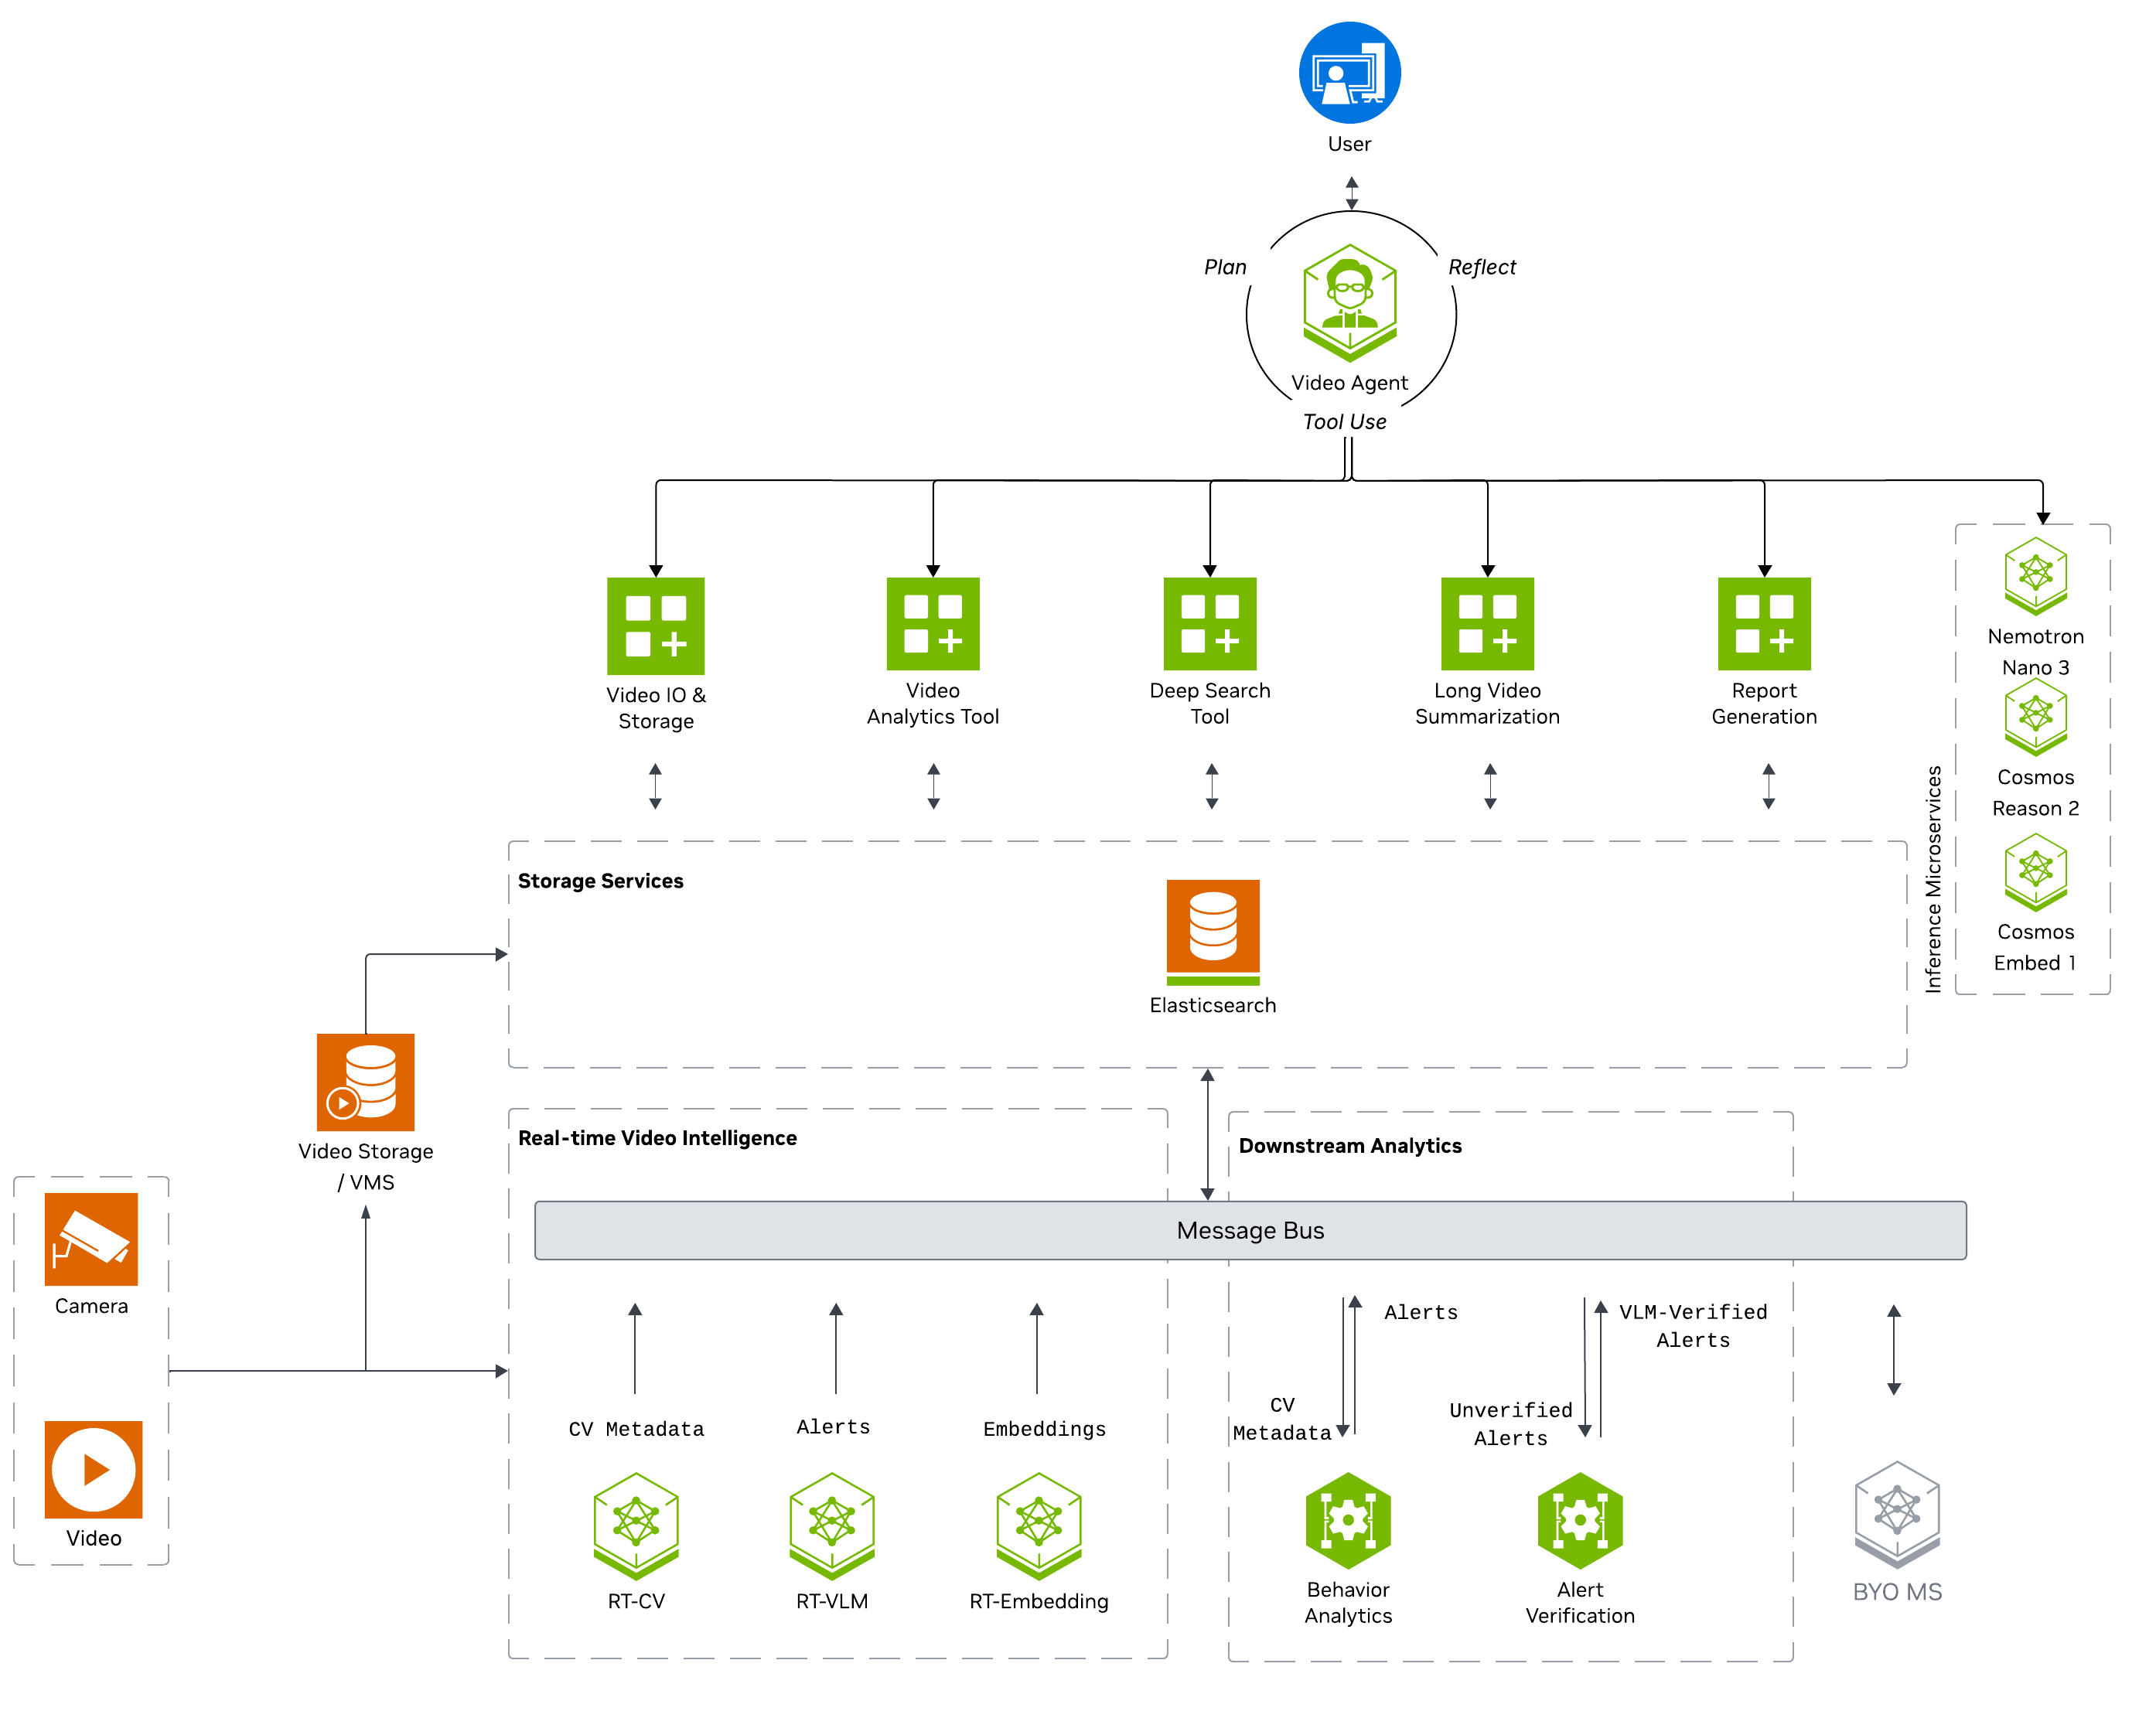 User
Plan
Reflect
Video Agent
Tool Use
Video IO &
Storage
Video
Analytics Tool
Deep Search
Tool
Long Video
Summarization
Report
Generation
Nemotron
Nano 3
Cosmos
Reason 2
Cosmos
Embed 1
Inference Microservices
Storage Services
Elasticsearch
Video Storage
/ VMS
Camera
Video
Real-time Video Intelligence
Downstream Analytics
Message Bus
CV Metadata
Alerts
Embeddings
RT-CV
RT-VLM
RT-Embedding
Alerts
CV
Metadata
VLM-Verified
Alerts
Unverified
Alerts
Behavior
Analytics
Alert
Verification
BYO MS